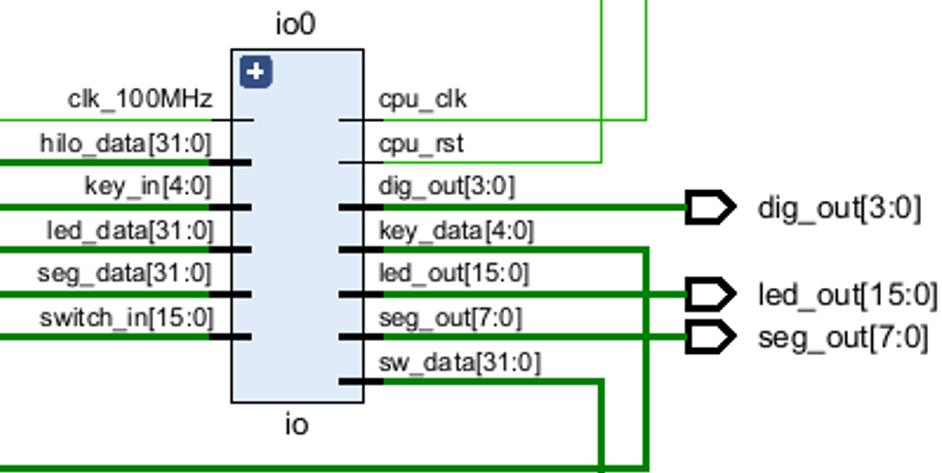 io0
clk_100MHz cpu_clk
hilo_data[31:0] cpu_rst
key_in[4:0] dig_out[3:0] dig_out[3:0]
led_data[31:0] key_data[4:0]
seg_data[31:0] led_out[15:0] led_out[15:0]
switch_in[15:0] seg_out[7:0] seg_out[7:0]
sw_data[31:0]
io